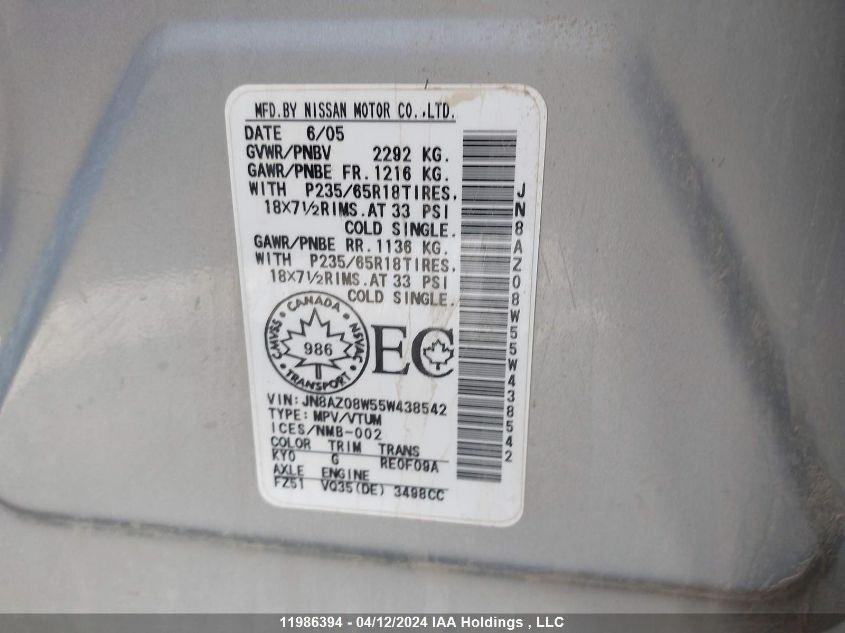 MFD.BY NISSAN MOTOR CO.,LTD.
DATE 6/05
GVWR/PNBV 2292 KG.
GAWR/PNBE FR.1216 KG.
WITH P235/65R18TIRES,
18X7½RIMS.AT 33 PSI
COLD SINGLE.
GAWR/PNBE RR.1136 KG.
WITH P235/65R18TIRES,
18X7½RIMS.AT 33 PSI
COLD SINGLE.
CANADA
CMVSS NSVAC
986
TRANSPORT
EC
VIN:JN8AZ08W55W438542
TYPE:MPV/VTUM
ICES/NMB-002
COLOR TRIM TRANS
KY0 G RE0F09A
AXLE ENGINE
FZ51 VQ35(DE) 3498CC
JN8AZ08W55W438542
11986394 - 04/12/2024 IAA Holdings , LLC